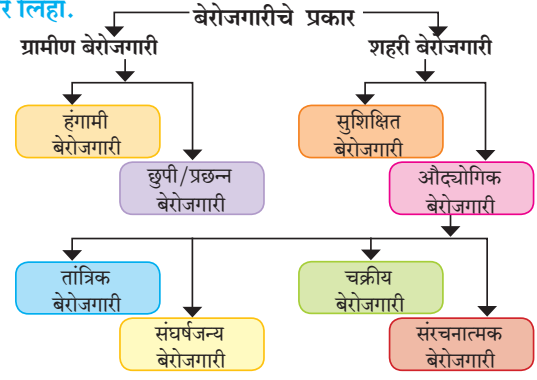 र लिहा.
बेरोजगारीचे प्रकार
ग्रामीण बेरोजगारी
शहरी बेरोजगारी
हंगामी
बेरोजगारी
छुपी/प्रछन्न
बेरोजगारी
सुशिक्षित
बेरोजगारी
औद्योगिक
बेरोजगारी
तांत्रिक
बेरोजगारी
संघर्षजन्य
बेरोजगारी
चक्रीय
बेरोजगारी
संरचनात्मक
बेरोजगारी